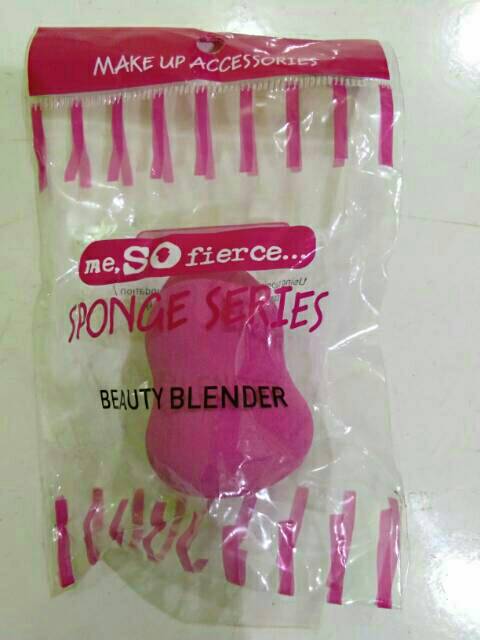 MAKE UP ACCESSORIES
me, SO fierce...
SPONGE SERIES
BEAUTY BLENDER